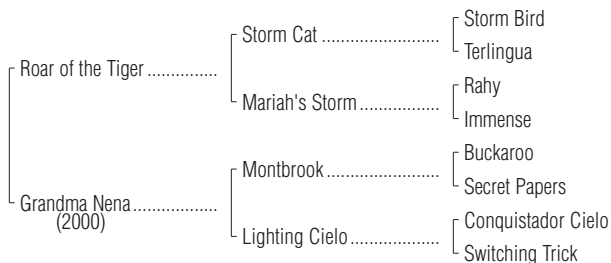 Storm Bird
Storm Cat ........................
Terlingua
Roar of the Tiger ..............
Rahy
Mariah's Storm ................
Immense
Buckaroo
Montbrook .......................
Secret Papers
Grandma Nena .................
(2000)
Conquistador Cielo
Lighting Cielo ...................
Switching Trick